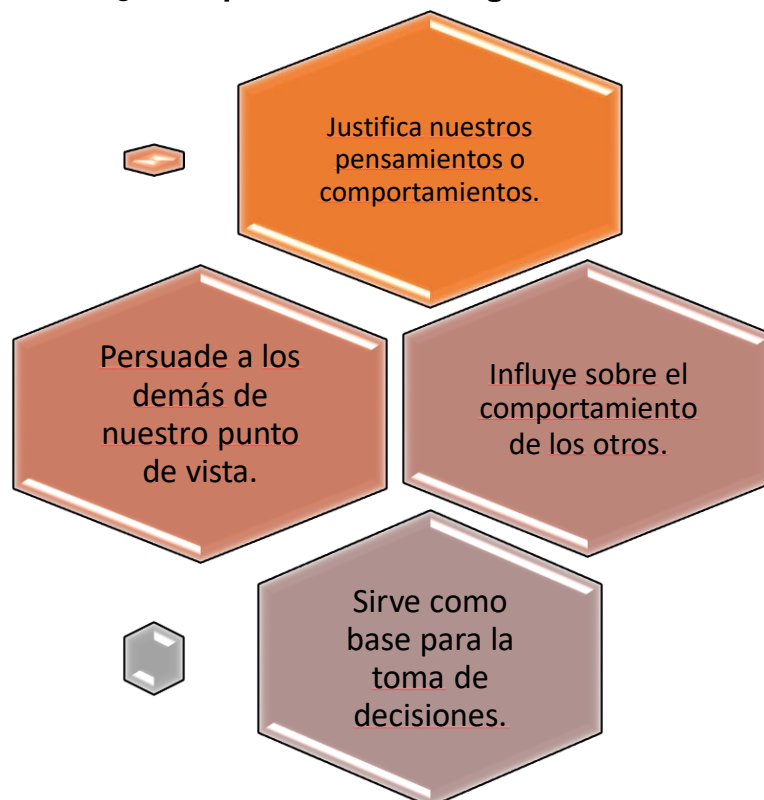 Justifica nuestros
pensamientos o
comportamientos.
Persuade a los
demás de
nuestro punto
de vista.
Influye sobre el
comportamiento
de los otros.
Sirve como
base para la
toma de
decisiones.